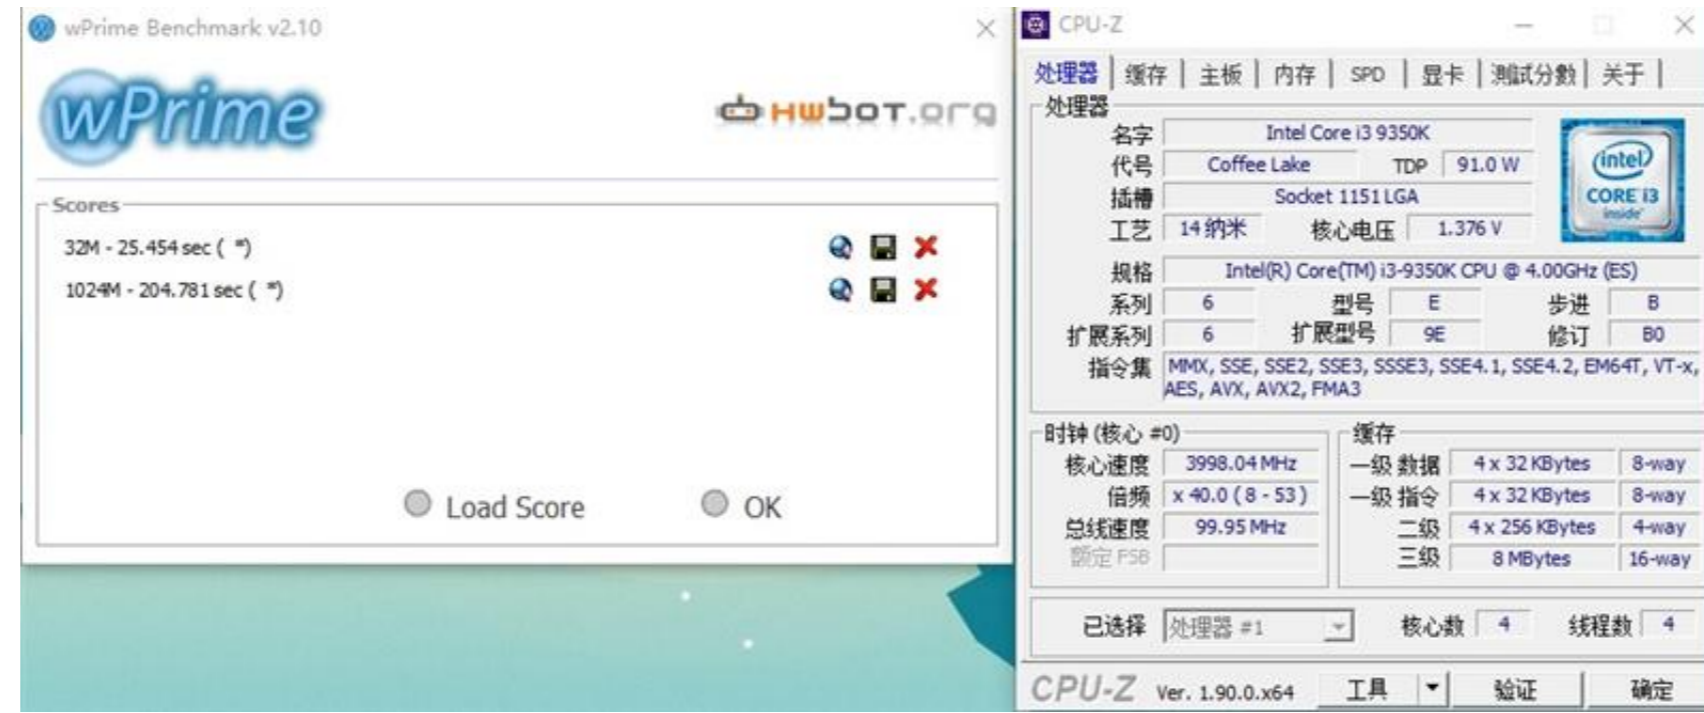 wPrime Benchmark v2.10
wPrime
HWBOT.org
Scores
32M - 25.454 sec ( *)
1024M - 204.781 sec ( *)
Load Score
OK
CPU-Z
处理器 缓存 主板 内存 SPD 显卡 測試分數 关于
处理器
名字 Intel Core i3 9350K
代号 Coffee Lake TDP 91.0 W
插槽 Socket 1151 LGA
工艺 14 纳米 核心电压 1.376 V
intel
CORE i3
inside
规格 Intel(R) Core(TM) i3-9350K CPU @ 4.00GHz (ES)
系列 6 型号 E 步进 B
扩展系列 6 扩展型号 9E 修订 B0
指令集 MMX, SSE, SSE2, SSE3, SSSE3, SSE4.1, SSE4.2, EM64T, VT-x,
AES, AVX, AVX2, FMA3
时钟 (核心 #0)
核心速度 3998.04 MHz
倍频 x 40.0 ( 8 - 53 )
总线速度 99.95 MHz
额定 FSB
缓存
一级 数据 4 x 32 KBytes 8-way
一级 指令 4 x 32 KBytes 8-way
二级 4 x 256 KBytes 4-way
三级 8 MBytes 16-way
已选择 处理器 #1 核心数 4 线程数 4
CPU-Z Ver. 1.90.0.x64 工具 验证 确定